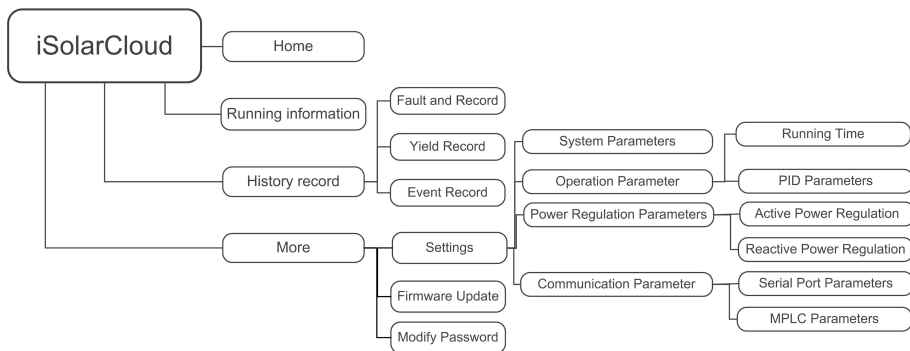 iSolarCloud
Home
Running information
History record
Fault and Record
Yield Record
Event Record
More
Settings
Firmware Update
Modify Password
System Parameters
Operation Parameter
Running Time
PID Parameters
Power Regulation Parameters
Active Power Regulation
Reactive Power Regulation
Communication Parameter
Serial Port Parameters
MPLC Parameters